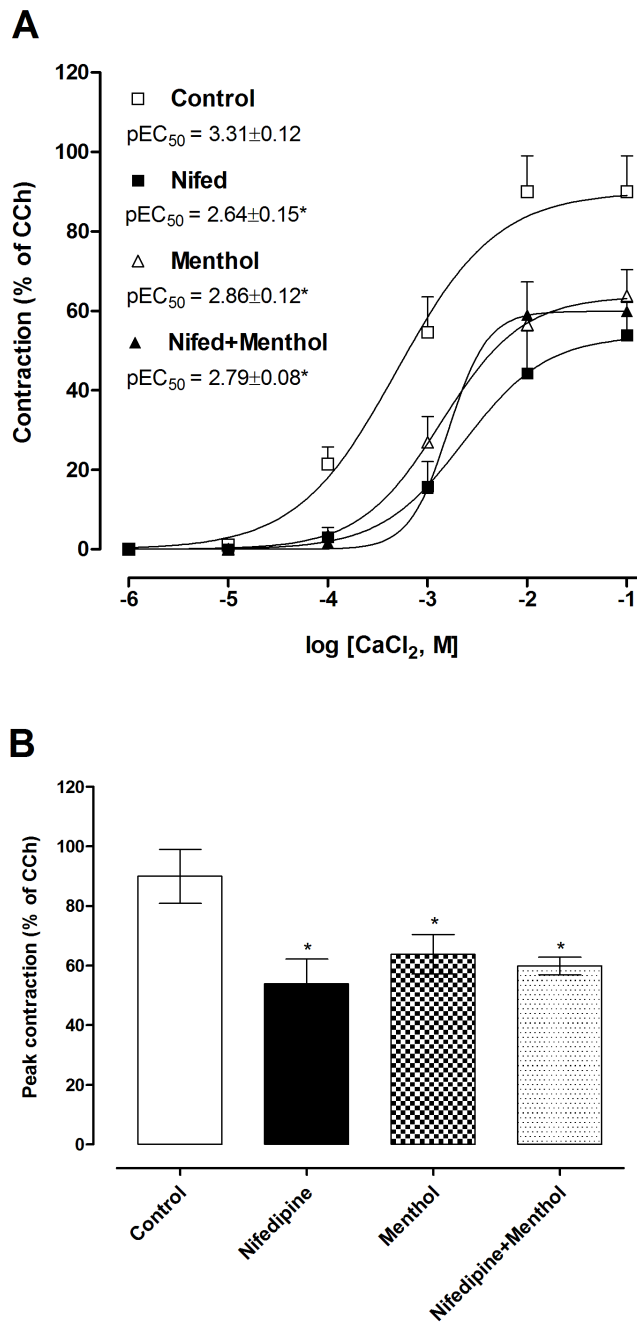 A
120
100
80
60
40
20
0
Contraction (% of CCh)
Control
pEC50 = 3.31±0.12
Nifed
pEC50 = 2.64±0.15*
Menthol
pEC50 = 2.86±0.12*
Nifed+Menthol
pEC50 = 2.79±0.08*
-6 -5 -4 -3 -2 -1
log [CaCl2, M]
B
120
100
80
60
40
20
0
Peak contraction (% of CCh)
* * *
Control
Nifedipine
Menthol
Nifedipine+Menthol